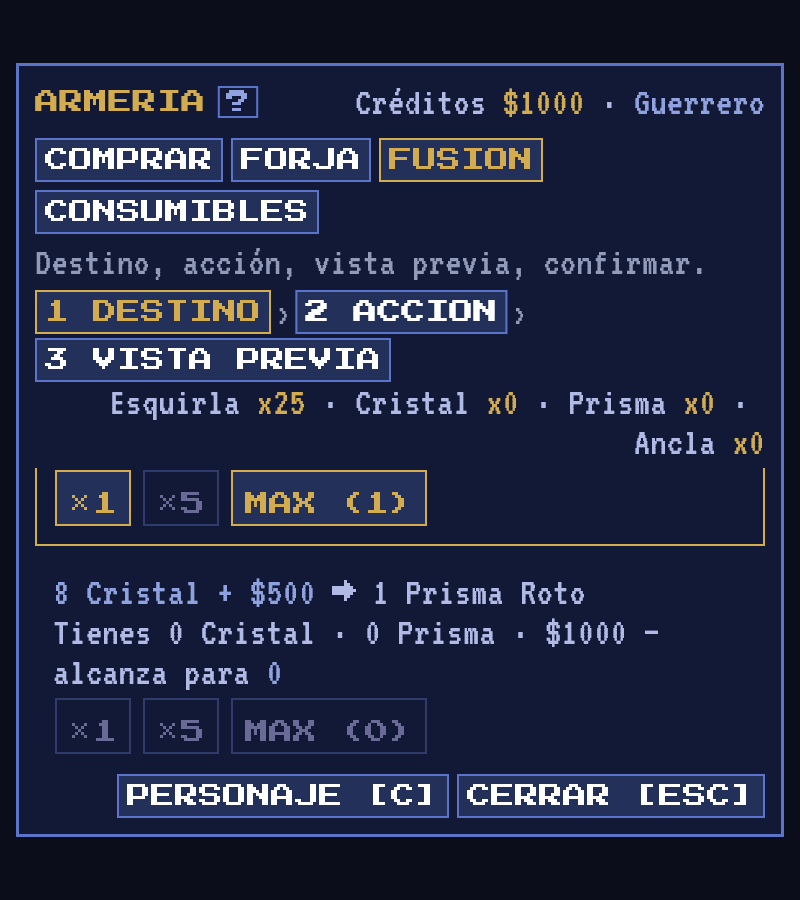 ARMERIA ? Créditos $1000 · Guerrero
COMPRAR FORJA FUSION
CONSUMIBLES
Destino, acción, vista previa, confirmar.
1 DESTINO › 2 ACCION ›
3 VISTA PREVIA
Esquirla x25 · Cristal x0 · Prisma x0 ·
Ancla x0
×1 ×5 MAX (1)
8 Cristal + $500 → 1 Prisma Roto
Tienes 0 Cristal · 0 Prisma · $1000 —
alcanza para 0
×1 ×5 MAX (0)
PERSONAJE [C] CERRAR [ESC]